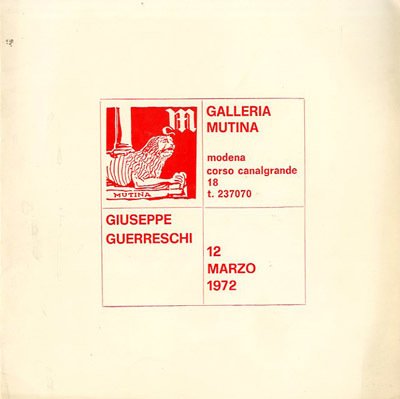 M
MUTINA
GALLERIA
MUTINA
modena
corso canalgrande
18
t. 237070
GIUSEPPE
GUERRESCHI
12
MARZO
1972